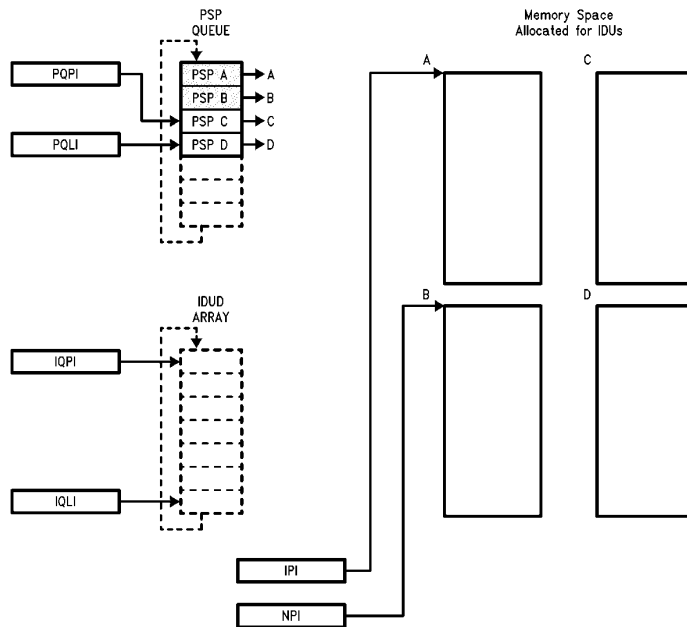 PSP
QUEUE
Memory Space
Allocated for IDUs
PQPI
PSP A
A
PSP B
B
PSP C
C
PQLI
PSP D
D
A
C
B
D
IDUD
ARRAY
IQPI
IQLI
IPI
NPI